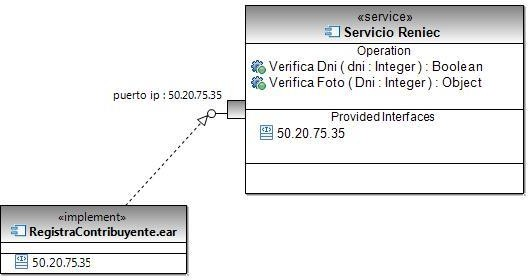 «service»
Servicio Reniec
Operation
Verifica Dni ( dni : Integer ) : Boolean
Verifica Foto ( Dni : Integer ) : Object
Provided Interfaces
50.20.75.35
puerto ip : 50.20.75.35
«implement»
RegistraContribuyente.ear
50.20.75.35